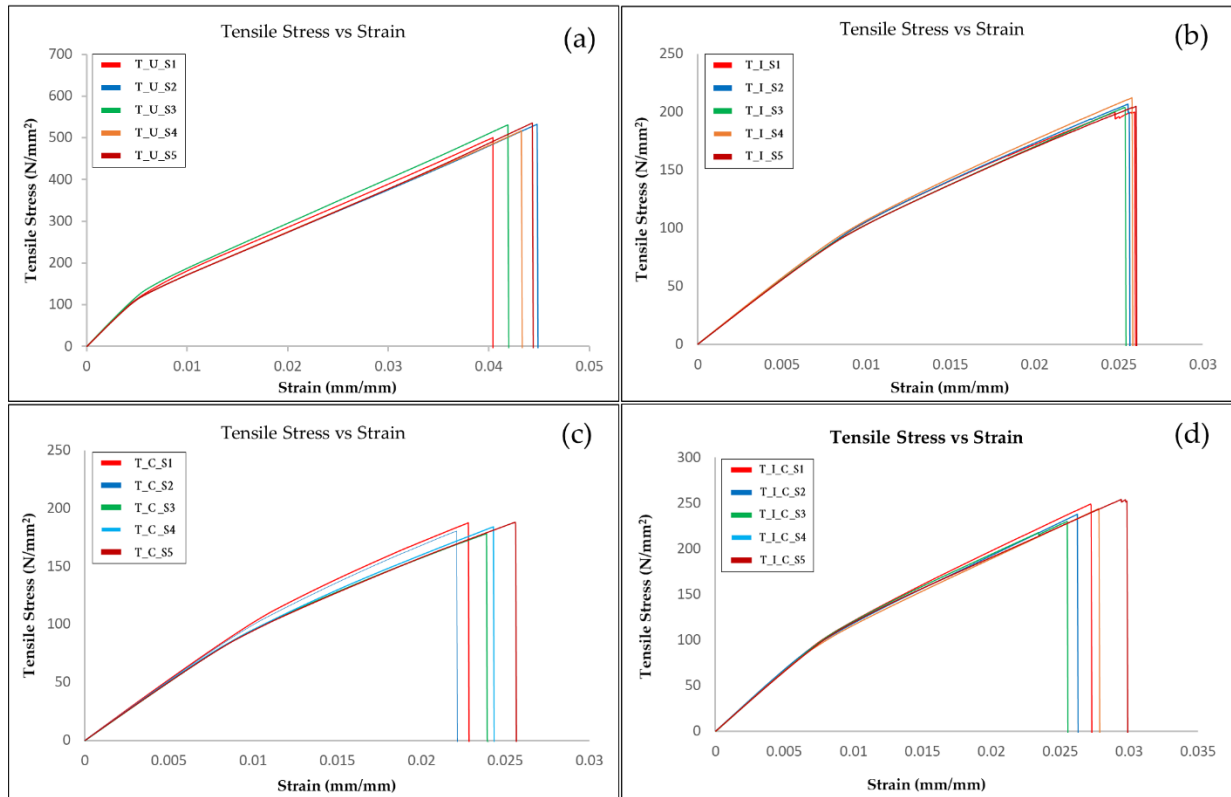 Tensile Stress vs Strain
(a)
700
600
500
400
300
200
100
0
Tensile Stress (N/mm²)
T_U_S1
T_U_S2
T_U_S3
T_U_S4
T_U_S5
0 0.01 0.02 0.03 0.04 0.05
Strain (mm/mm)
Tensile Stress vs Strain
(b)
250
200
150
100
50
0
Tensile Stress (N/mm²)
T_I_S1
T_I_S2
T_I_S3
T_I_S4
T_I_S5
0 0.005 0.01 0.015 0.02 0.025 0.03
Strain (mm/mm)
Tensile Stress vs Strain
(c)
250
200
150
100
50
0
Tensile Stress (N/mm²)
T_C_S1
T_C_S2
T_C_S3
T_C_S4
T_C_S5
0 0.005 0.01 0.015 0.02 0.025 0.03
Strain (mm/mm)
Tensile Stress vs Strain
(d)
300
250
200
150
100
50
0
Tensile Stress (N/mm²)
T_I_C_S1
T_I_C_S2
T_I_C_S3
T_I_C_S4
T_I_C_S5
0 0.005 0.01 0.015 0.02 0.025 0.03 0.035
Strain (mm/mm)